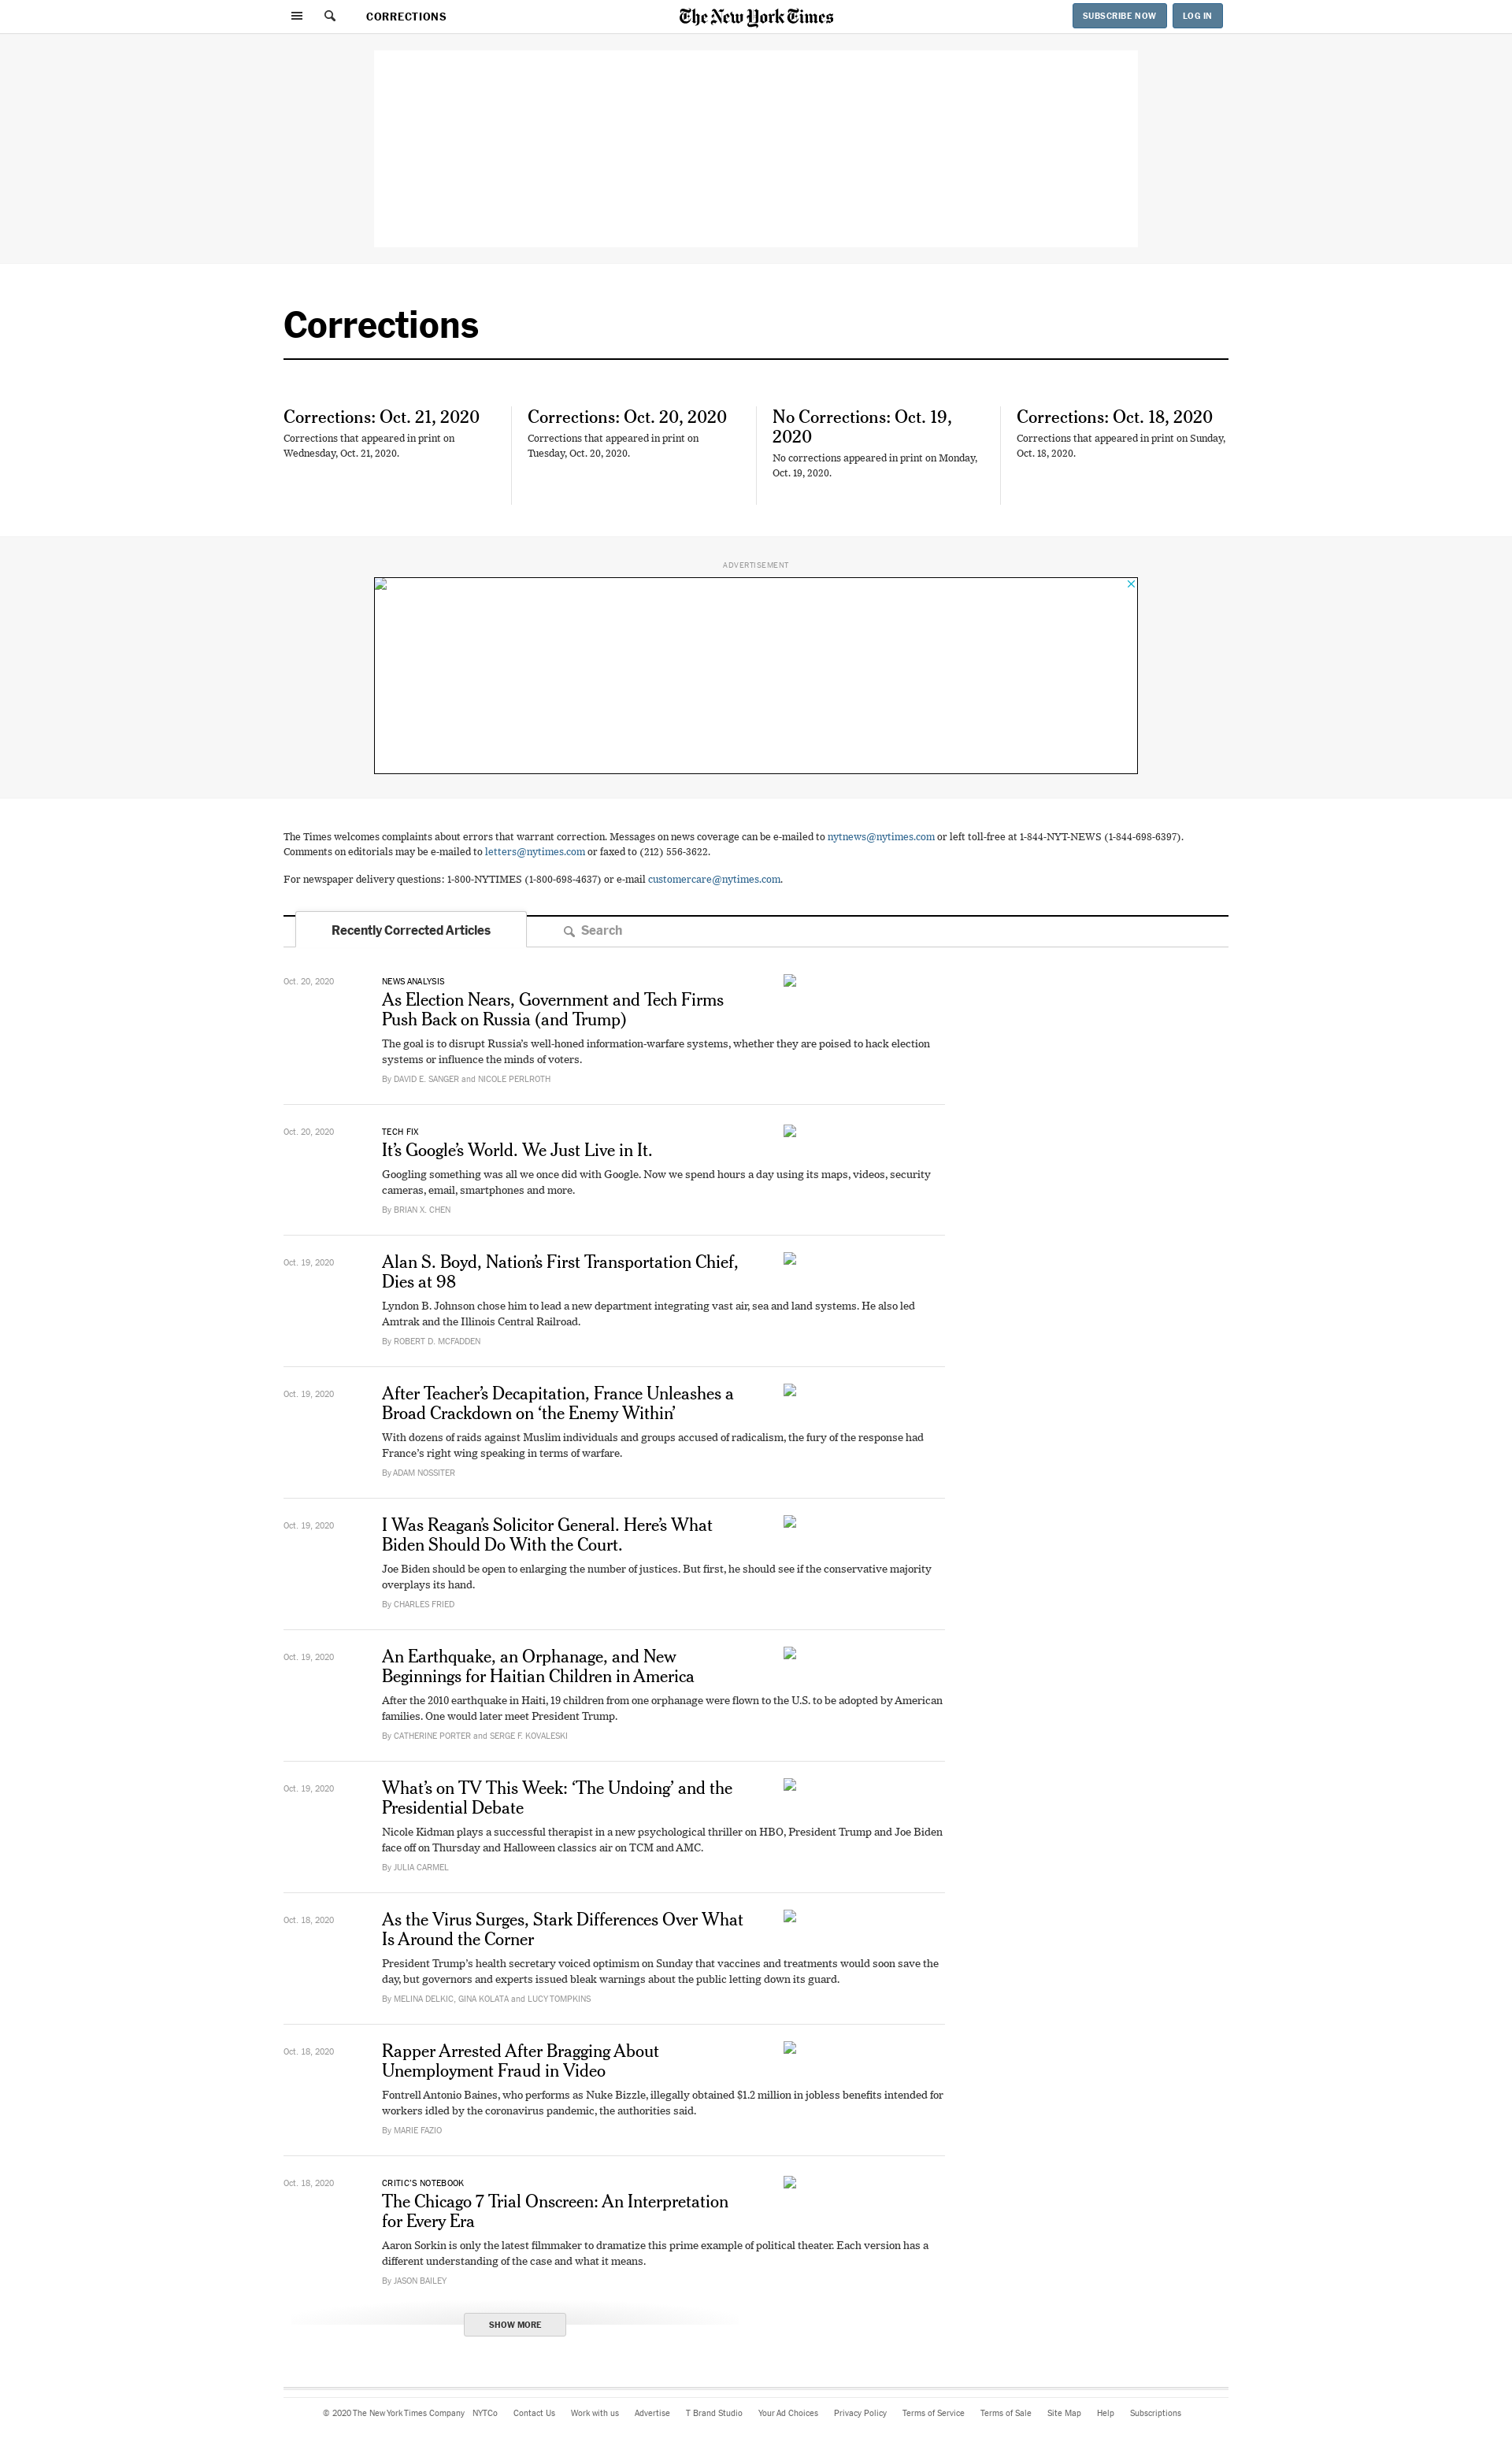 CORRECTIONS
The New York Times
SUBSCRIBE NOW
LOG IN
Corrections
Corrections: Oct. 21, 2020
Corrections that appeared in print on
Wednesday, Oct. 21, 2020.
Corrections: Oct. 20, 2020
Corrections that appeared in print on
Tuesday, Oct. 20, 2020.
No Corrections: Oct. 19,
2020
No corrections appeared in print on Monday,
Oct. 19, 2020.
Corrections: Oct. 18, 2020
Corrections that appeared in print on Sunday,
Oct. 18, 2020.
ADVERTISEMENT
The Times welcomes complaints about errors that warrant correction. Messages on news coverage can be e-mailed to nytnews@nytimes.com or left toll-free at 1-844-NYT-NEWS (1-844-698-6397).
Comments on editorials may be e-mailed to letters@nytimes.com or faxed to (212) 556-3622.
For newspaper delivery questions: 1-800-NYTIMES (1-800-698-4637) or e-mail customercare@nytimes.com.
Recently Corrected Articles
Search
Oct. 20, 2020
NEWS ANALYSIS
As Election Nears, Government and Tech Firms
Push Back on Russia (and Trump)
The goal is to disrupt Russia's well-honed information-warfare systems, whether they are poised to hack election
systems or influence the minds of voters.
By DAVID E. SANGER and NICOLE PERLROTH
Oct. 20, 2020
TECH FIX
It's Google's World. We Just Live in It.
Googling something was all we once did with Google. Now we spend hours a day using its maps, videos, security
cameras, email, smartphones and more.
By BRIAN X. CHEN
Oct. 19, 2020
Alan S. Boyd, Nation's First Transportation Chief,
Dies at 98
Lyndon B. Johnson chose him to lead a new department integrating vast air, sea and land systems. He also led
Amtrak and the Illinois Central Railroad.
By ROBERT D. MCFADDEN
Oct. 19, 2020
After Teacher's Decapitation, France Unleashes a
Broad Crackdown on ‘the Enemy Within’
With dozens of raids against Muslim individuals and groups accused of radicalism, the fury of the response had
France's right wing speaking in terms of warfare.
By ADAM NOSSITER
Oct. 19, 2020
I Was Reagan's Solicitor General. Here's What
Biden Should Do With the Court.
Joe Biden should be open to enlarging the number of justices. But first, he should see if the conservative majority
overplays its hand.
By CHARLES FRIED
Oct. 19, 2020
An Earthquake, an Orphanage, and New
Beginnings for Haitian Children in America
After the 2010 earthquake in Haiti, 19 children from one orphanage were flown to the U.S. to be adopted by American
families. One would later meet President Trump.
By CATHERINE PORTER and SERGE F. KOVALESKI
Oct. 19, 2020
What's on TV This Week: ‘The Undoing’ and the
Presidential Debate
Nicole Kidman plays a successful therapist in a new psychological thriller on HBO, President Trump and Joe Biden
face off on Thursday and Halloween classics air on TCM and AMC.
By JULIA CARMEL
Oct. 18, 2020
As the Virus Surges, Stark Differences Over What
Is Around the Corner
President Trump's health secretary voiced optimism on Sunday that vaccines and treatments would soon save the
day, but governors and experts issued bleak warnings about the public letting down its guard.
By MELINA DELKIC, GINA KOLATA and LUCY TOMPKINS
Oct. 18, 2020
Rapper Arrested After Bragging About
Unemployment Fraud in Video
Fontrell Antonio Baines, who performs as Nuke Bizzle, illegally obtained $1.2 million in jobless benefits intended for
workers idled by the coronavirus pandemic, the authorities said.
By MARIE FAZIO
Oct. 18, 2020
CRITIC'S NOTEBOOK
The Chicago 7 Trial Onscreen: An Interpretation
for Every Era
Aaron Sorkin is only the latest filmmaker to dramatize this prime example of political theater. Each version has a
different understanding of the case and what it means.
By JASON BAILEY
SHOW MORE
© 2020 The New York Times Company NYTCo Contact Us Work with us Advertise T Brand Studio Your Ad Choices Privacy Policy Terms of Service Terms of Sale Site Map Help Subscriptions